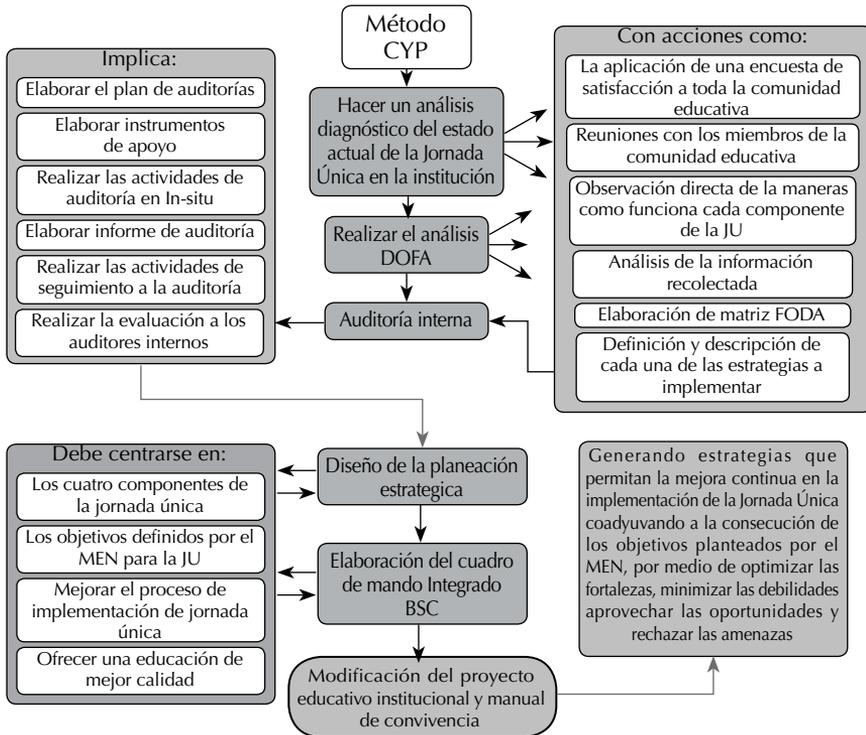 Método
CYP
Implica:
Elaborar el plan de auditorías
Elaborar instrumentos
de apoyo
Realizar las actividades de
auditoría en In-situ
Elaborar informe de auditoría
Realizar las actividades de
seguimiento a la auditoría
Realizar la evaluación a los
auditores internos
Hacer un análisis
diagnóstico del estado
actual de la Jornada
Única en la institución
Realizar el análisis
DOFA
Auditoría interna
Con acciones como:
La aplicación de una encuesta de
satisfacción a toda la comunidad
educativa
Reuniones con los miembros de la
comunidad educativa
Observación directa de la maneras
como funciona cada componente
de la JU
Análisis de la información
recolectada
Elaboración de matriz FODA
Definición y descripción de
cada una de las estrategias a
implementar
Debe centrarse en:
Los cuatro componentes de
la jornada única
Los objetivos definidos por el
MEN para la JU
Mejorar el proceso de
implementación de jornada
única
Ofrecer una educación de
mejor calidad
Diseño de la planeación
estrategica
Elaboración del cuadro
de mando Integrado
BSC
Modificación del proyecto
educativo institucional y manual
de convivencia
Generando estrategias que
permitan la mejora continua en la
implementación de la Jornada Única
coadyuvando a la consecución de
los objetivos planteados por el
MEN, por medio de optimizar las
fortalezas, minimizar las debilidades
aprovechar las oportunidades y
rechazar las amenazas